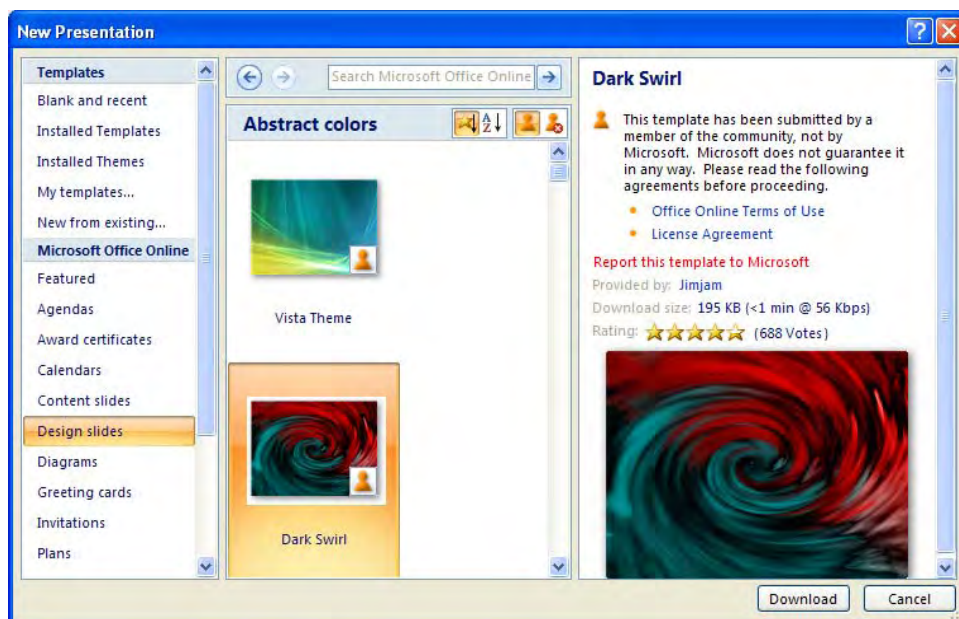 New Presentation
Templates
Blank and recent
Installed Templates
Installed Themes
My templates...
New from existing...
Microsoft Office Online
Featured
Agendas
Award certificates
Calendars
Content slides
Design slides
Diagrams
Greeting cards
Invitations
Plans
Search Microsoft Office Online
Abstract colors
A
Z
Vista Theme
Dark Swirl
Dark Swirl
This template has been submitted by a
member of the community, not by
Microsoft. Microsoft does not guarantee it
in any way. Please read the following
agreements before proceeding.
Office Online Terms of Use
License Agreement
Report this template to Microsoft
Provided by: Jimjam
Download size: 195 KB (<1 min @ 56 Kbps)
Rating: (688 Votes)
Download
Cancel